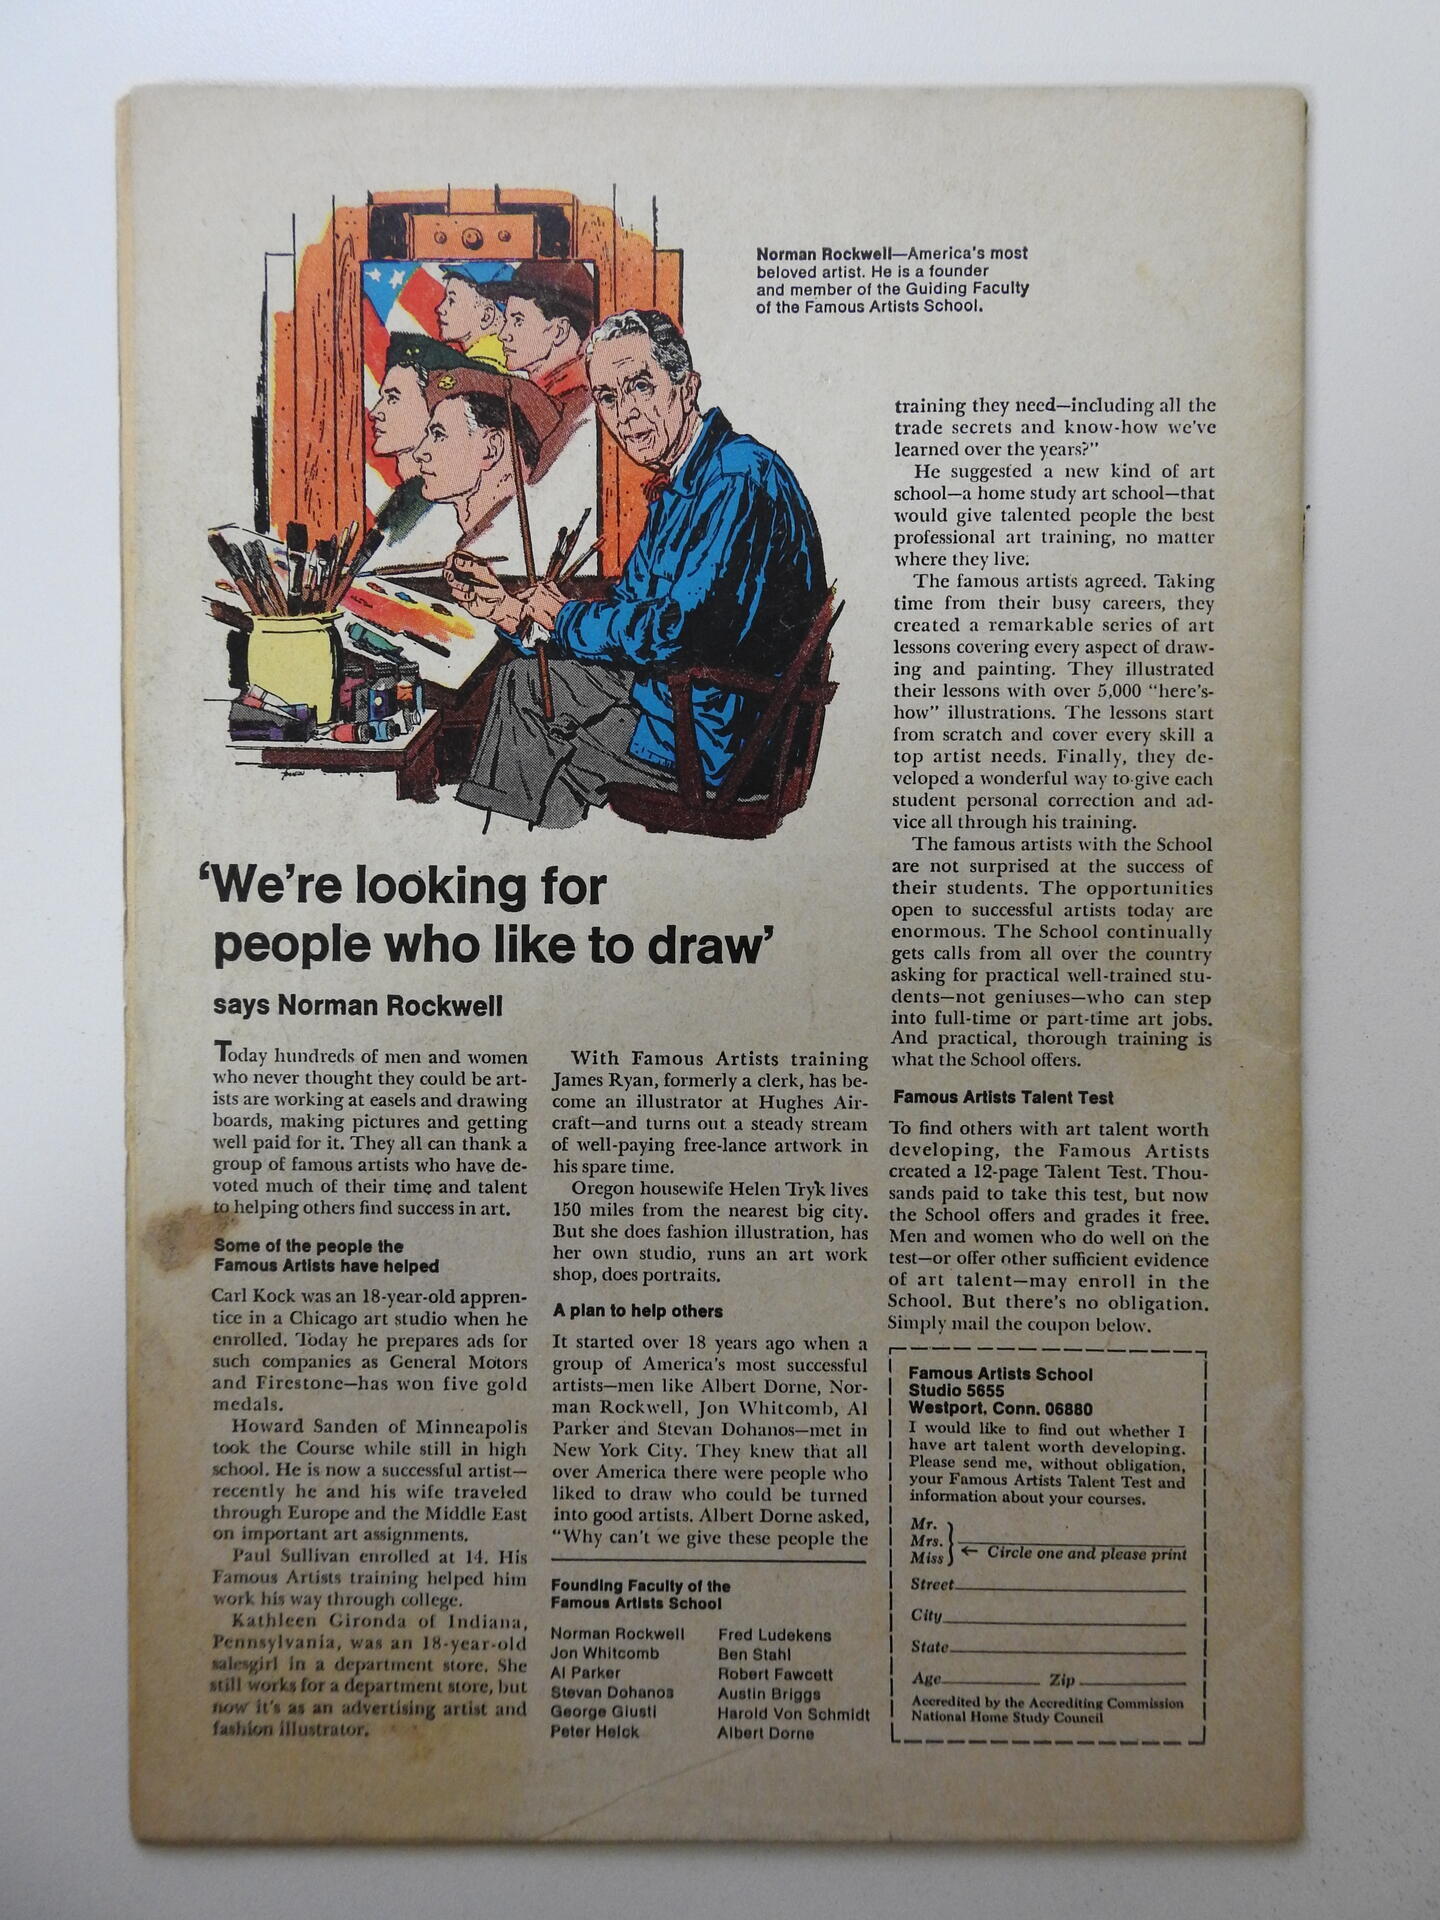 Norman Rockwell—America's most
beloved artist. He is a founder
and member of the Guiding Faculty
of the Famous Artists School.
'We're looking for
people who like to draw'
says Norman Rockwell
Today hundreds of men and women
who never thought they could be art-
ists are working at easels and drawing
boards, making pictures and getting
well paid for it. They all can thank a
group of famous artists who have de-
voted much of their time and talent
to helping others find success in art.
Some of the people the
Famous Artists have helped
Carl Kock was an 18-year-old appren-
tice in a Chicago art studio when he
enrolled. Today he prepares ads for
such companies as General Motors
and Firestone—has won five gold
medals.
Howard Sanden of Minneapolis
took the Course while still in high
school. He is now a successful artist—
recently he and his wife traveled
through Europe and the Middle East
on important art assignments.
Paul Sullivan enrolled at 14. His
Famous Artists training helped him
work his way through college.
Kathleen Gironda of Indiana,
Pennsylvania, was an 18-year-old
salesgirl in a department store. She
still works for a department store, but
now it's as an advertising artist and
fashion illustrator.
With Famous Artists training
James Ryan, formerly a clerk, has be-
come an illustrator at Hughes Air-
craft—and turns out a steady stream
of well-paying free-lance artwork in
his spare time.
Oregon housewife Helen Tryk lives
150 miles from the nearest big city.
But she does fashion illustration, has
her own studio, runs an art work
shop, does portraits.
A plan to help others
It started over 18 years ago when a
group of America's most successful
artists—men like Albert Dorne, Nor-
man Rockwell, Jon Whitcomb, Al
Parker and Stevan Dohanos—met in
New York City. They knew that all
over America there were people who
liked to draw who could be turned
into good artists. Albert Dorne asked,
"Why can't we give these people the
training they need—including all the
trade secrets and know-how we've
learned over the years?"
He suggested a new kind of art
school—a home study art school—that
would give talented people the best
professional art training, no matter
where they live.
The famous artists agreed. Taking
time from their busy careers, they
created a remarkable series of art
lessons covering every aspect of draw-
ing and painting. They illustrated
their lessons with over 5,000 "here's-
how" illustrations. The lessons start
from scratch and cover every skill a
top artist needs. Finally, they de-
veloped a wonderful way to give each
student personal correction and ad-
vice all through his training.
The famous artists with the School
are not surprised at the success of
their students. The opportunities
open to successful artists today are
enormous. The School continually
gets calls from all over the country
asking for practical well-trained stu-
dents—not geniuses—who can step
into full-time or part-time art jobs.
And practical, thorough training is
what the School offers.
Famous Artists Talent Test
To find others with art talent worth
developing, the Famous Artists
created a 12-page Talent Test. Thou-
sands paid to take this test, but now
the School offers and grades it free.
Men and women who do well on the
test—or offer other sufficient evidence
of art talent—may enroll in the
School. But there's no obligation.
Simply mail the coupon below.
Founding Faculty of the
Famous Artists School
Norman Rockwell
Jon Whitcomb
Al Parker
Stevan Dohanos
George Giusti
Peter Helck
Fred Ludekens
Ben Stahl
Robert Fawcett
Austin Briggs
Harold Von Schmidt
Albert Dorne
Famous Artists School
Studio 5655
Westport, Conn. 06880
I would like to find out whether I
have art talent worth developing.
Please send me, without obligation,
your Famous Artists Talent Test and
information about your courses.
Mr.
Mrs.
Miss
← Circle one and please print
Street
City
State
Age Zip
Accredited by the Accrediting Commission
National Home Study Council